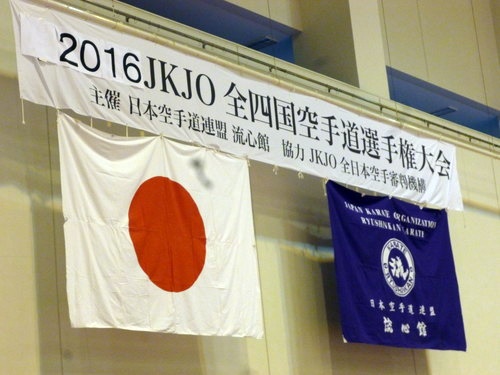 2016JKJO 全四国空手道選手権大会
主催 日本空手道連盟 流心館 協力 JKJO 全日本空手審判機構
JAPAN KARATE ORGANIZATION
RYUSHINKAN KARATE
KARATE
流
日本空手道連盟
流心館